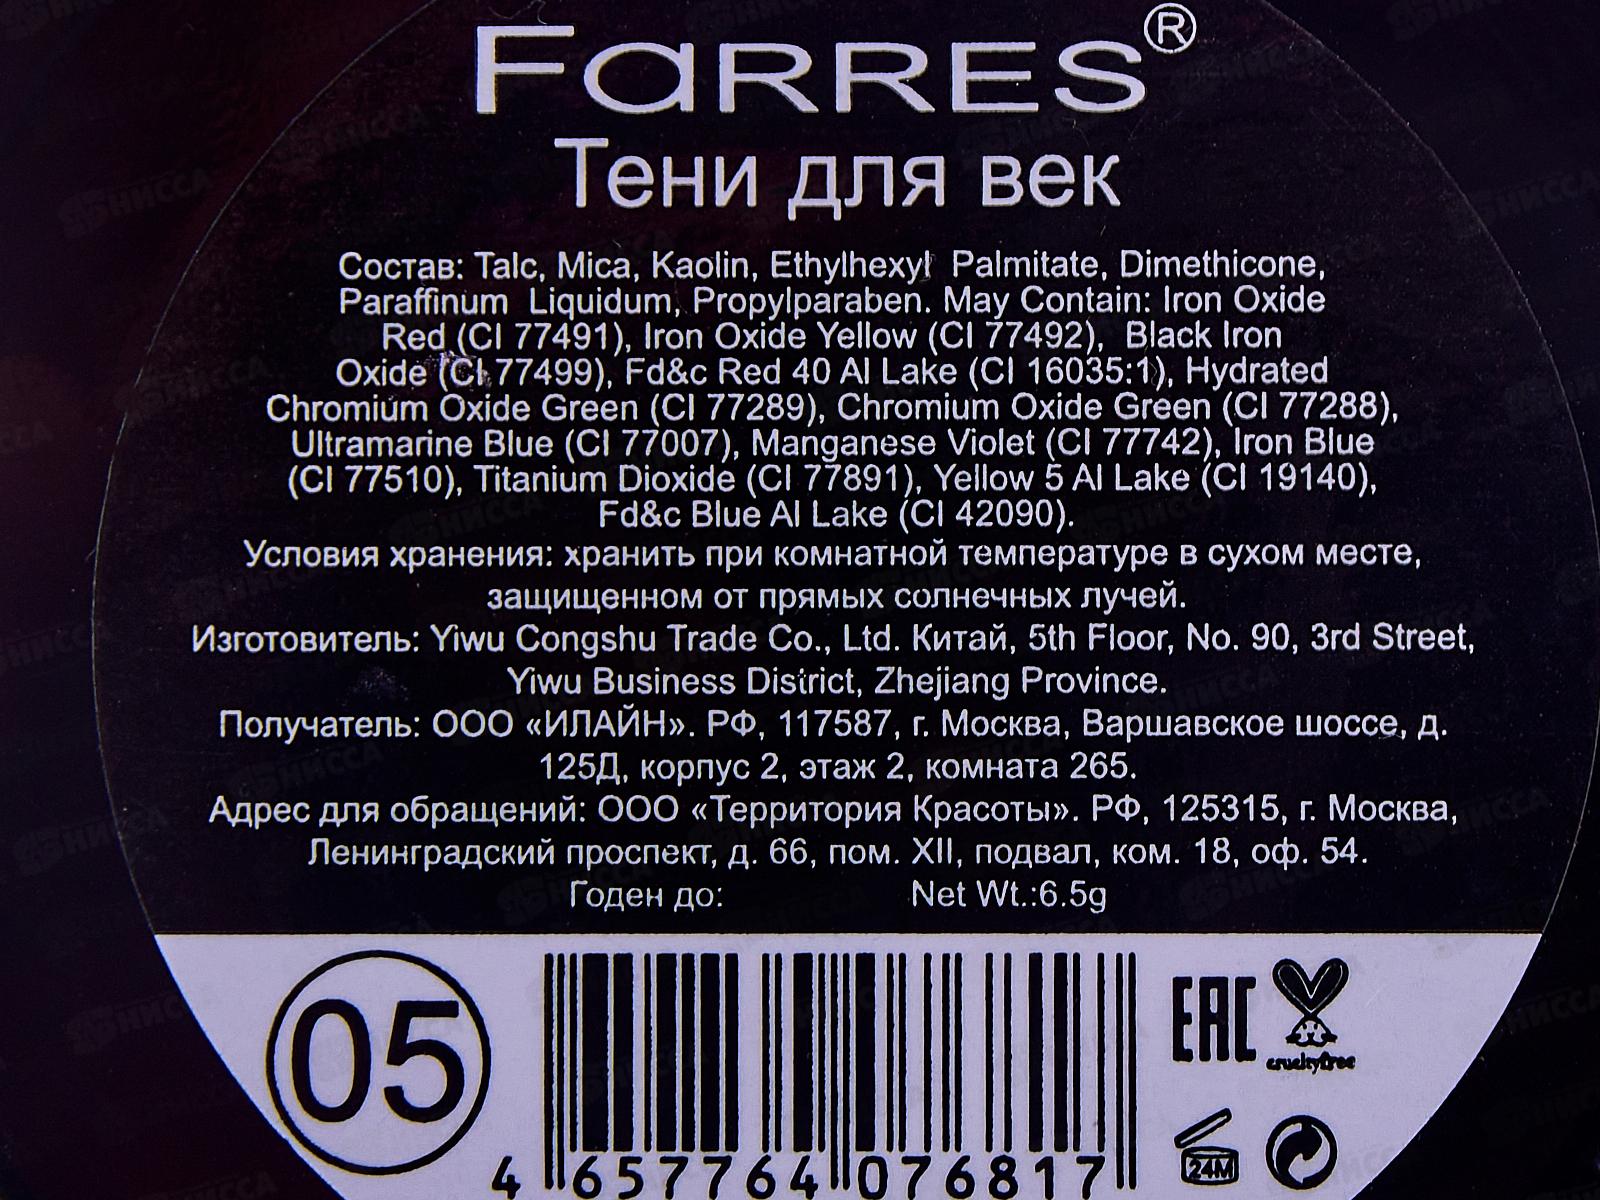 FARRES®
Тени для век
Состав: Talc, Mica, Kaolin, Ethylhexyl Palmitate, Dimethicone,
Paraffinum Liquidum, Propylparaben. May Contain: Iron Oxide
Red (CI 77491), Iron Oxide Yellow (CI 77492), Black Iron
Oxide (CI 77499), Fd&c Red 40 Al Lake (CI 16035:1), Hydrated
Chromium Oxide Green (CI 77289), Chromium Oxide Green (CI 77288),
Ultramarine Blue (CI 77007), Manganese Violet (CI 77742), Iron Blue
(CI 77510), Titanium Dioxide (CI 77891), Yellow 5 Al Lake (CI 19140),
Fd&c Blue Al Lake (CI 42090).
Условия хранения: хранить при комнатной температуре в сухом месте,
защищенном от прямых солнечных лучей.
Изготовитель: Yiwu Congshu Trade Co., Ltd. Китай, 5th Floor, No. 90, 3rd Street,
Yiwu Business District, Zhejiang Province.
Получатель: ООО «ИЛАЙН». РФ, 117587, г. Москва, Варшавское шоссе, д.
125Д, корпус 2, этаж 2, комната 265.
Адрес для обращений: ООО «Территория Красоты». РФ, 125315, г. Москва,
Ленинградский проспект, д. 66, пом. XII, подвал, ком. 18, оф. 54.
Годен до: Net Wt.:6.5g
05
EAC
crueltyfree
24M
4 657764 076817